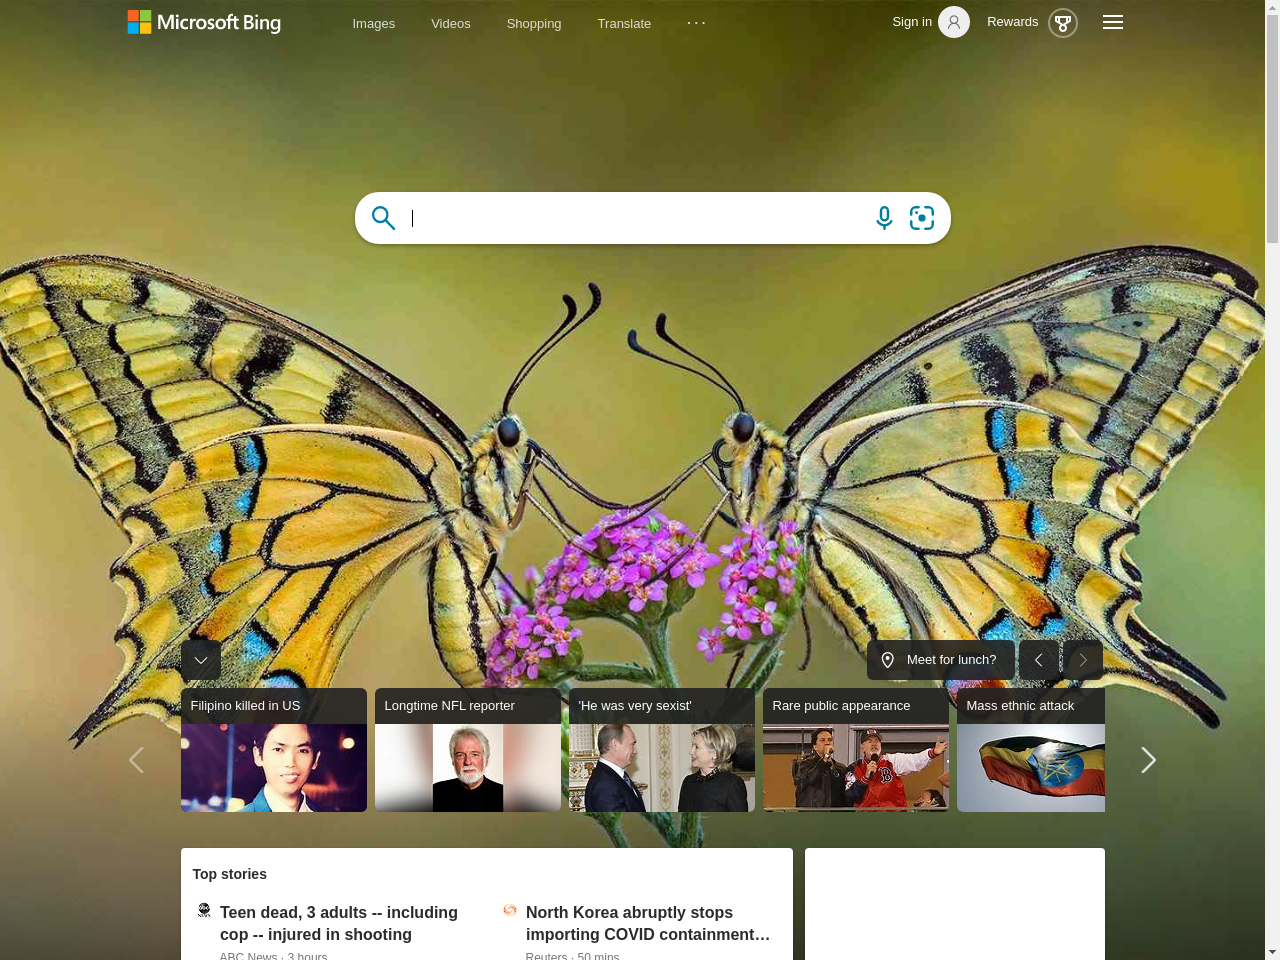 Microsoft Bing
Images Videos Shopping Translate ···
Sign in Rewards
Meet for lunch?
Filipino killed in US
Longtime NFL reporter
'He was very sexist'
Rare public appearance
Mass ethnic attack
Top stories
abc NEWS
Teen dead, 3 adults -- including
cop -- injured in shooting
ABC News · 3 hours
North Korea abruptly stops
importing COVID containment…
Reuters · 50 mins